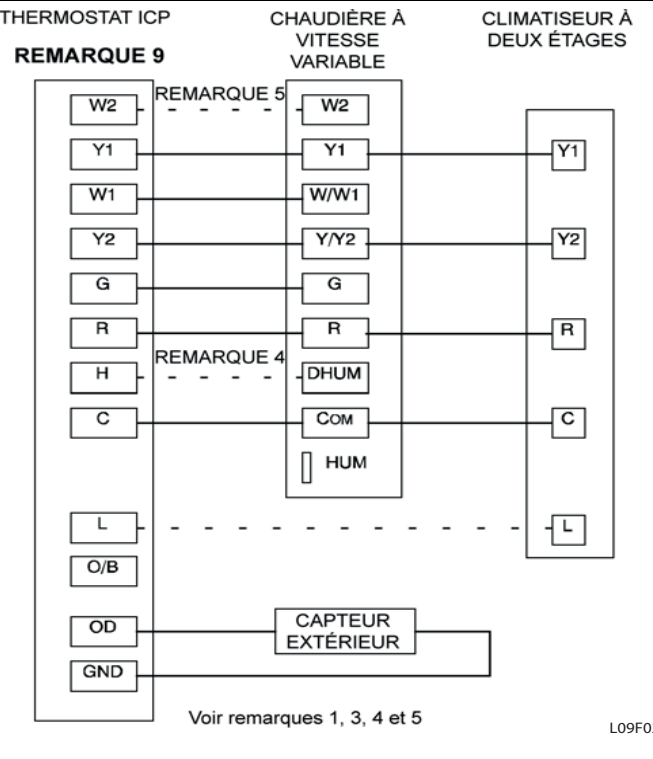 THERMOSTAT ICP
REMARQUE 9
CHAUDIÈRE À
VITESSE
VARIABLE
CLIMATISEUR À
DEUX ÉTAGES
W2 REMARQUE 5 W2
Y1 Y1 Y1
W1 W/W1
Y2 Y/Y2 Y2
G G
R R R
REMARQUE 4
H DHUM
C COM C
HUM
L L
O/B
OD
CAPTEUR
EXTÉRIEUR
GND
Voir remarques 1, 3, 4 et 5